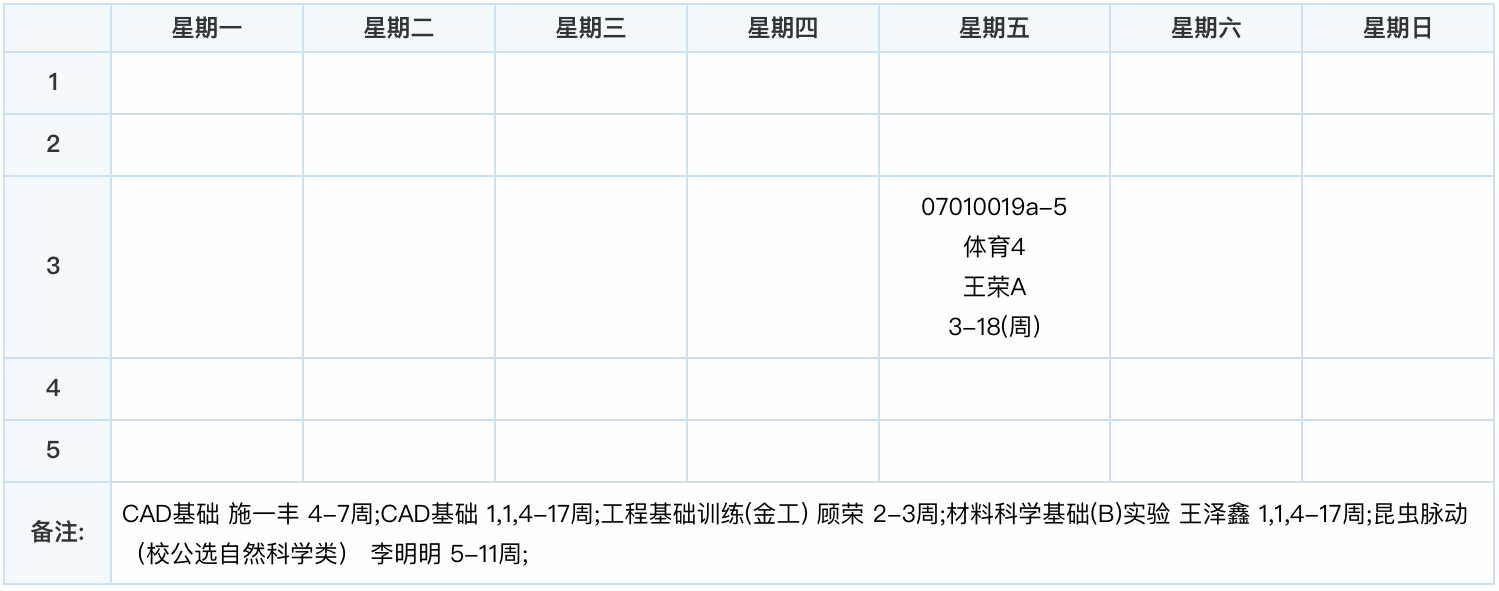 星期一 星期二 星期三 星期四 星期五 星期六 星期日
1
2
3
07010019a-5
体育4
王荣A
3-18(周)
4
5
备注:
CAD基础 施一丰 4-7周;CAD基础 1,1,4-17周;工程基础训练(金工) 顾荣 2-3周;材料科学基础(B)实验 王泽鑫 1,1,4-17周;昆虫脉动
（校公选自然科学类） 李明明 5-11周;